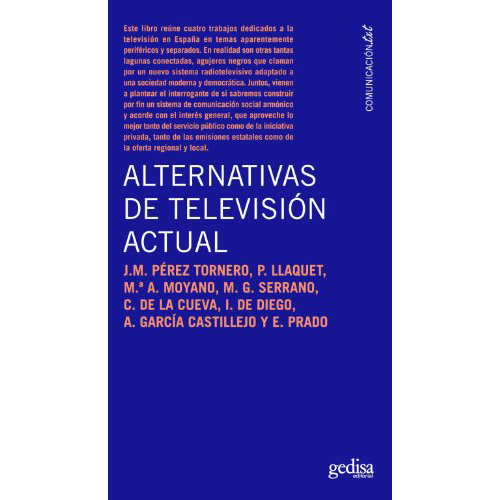 Este libro reúne cuatro trabajos dedicados a la
televisión en España en temas aparentemente
periféricos y separados. En realidad son otras tantas
lagunas conectadas, agujeros negros que claman
por un nuevo sistema radiotelevisivo adaptado a
una sociedad moderna y democrática. Juntos, vienen
a plantear el interrogante de si sabremos construir
por fin un sistema de comunicación social armónico
y acorde con el interés general, que aproveche lo
mejor tanto del servicio público como de la iniciativa
privada, tanto de las emisiones estatales como de
la oferta regional y local.
COMUNICACIÓNtxt
ALTERNATIVAS
DE TELEVISIÓN
ACTUAL
J.M. PÉREZ TORNERO, P. LLAQUET,
M.ª A. MOYANO, M. G. SERRANO,
C. DE LA CUEVA, I. DE DIEGO,
A. GARCÍA CASTILLEJO Y E. PRADO
gedisa
editorial